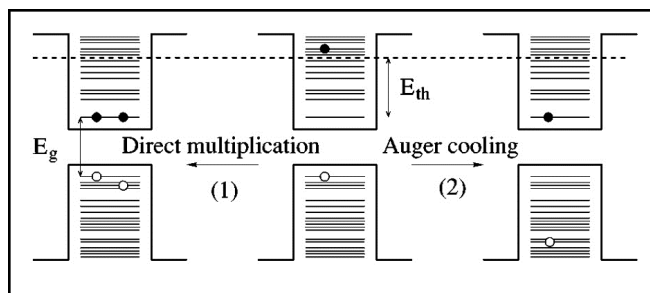 E_th
E_g
Direct multiplication
Auger cooling
(1)
(2)